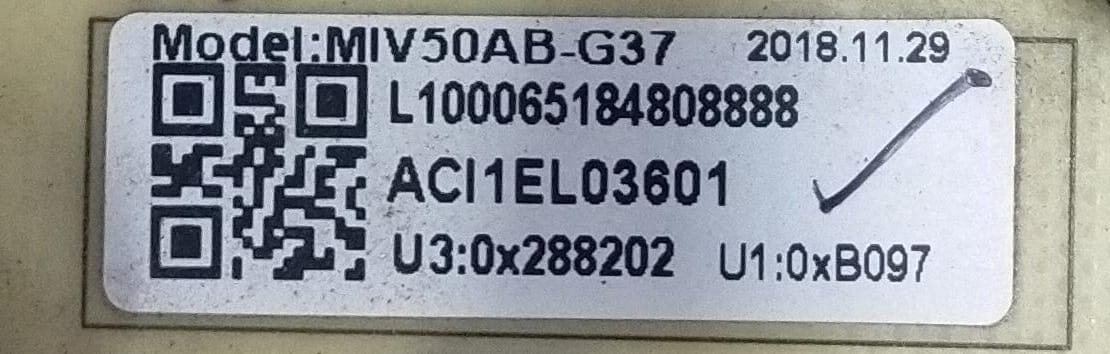 Model:MIV50AB-G37 2018.11.29
L100065184808888
ACI1EL03601
U3:0x288202 U1:0xB097